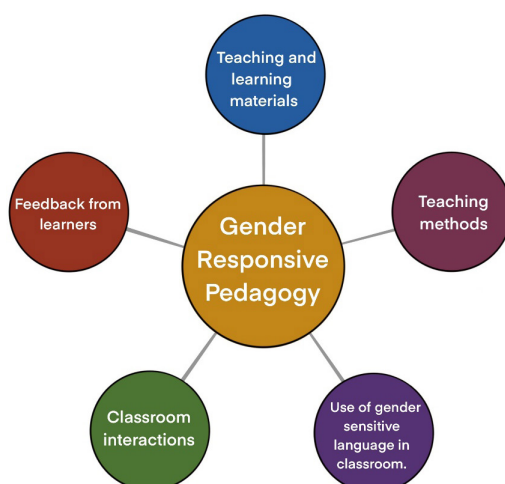 Teaching and
learning
materials
Feedback from
learners
Teaching
methods
Gender
Responsive
Pedagogy
Classroom
interactions
Use of gender
sensitive
language in
classroom.